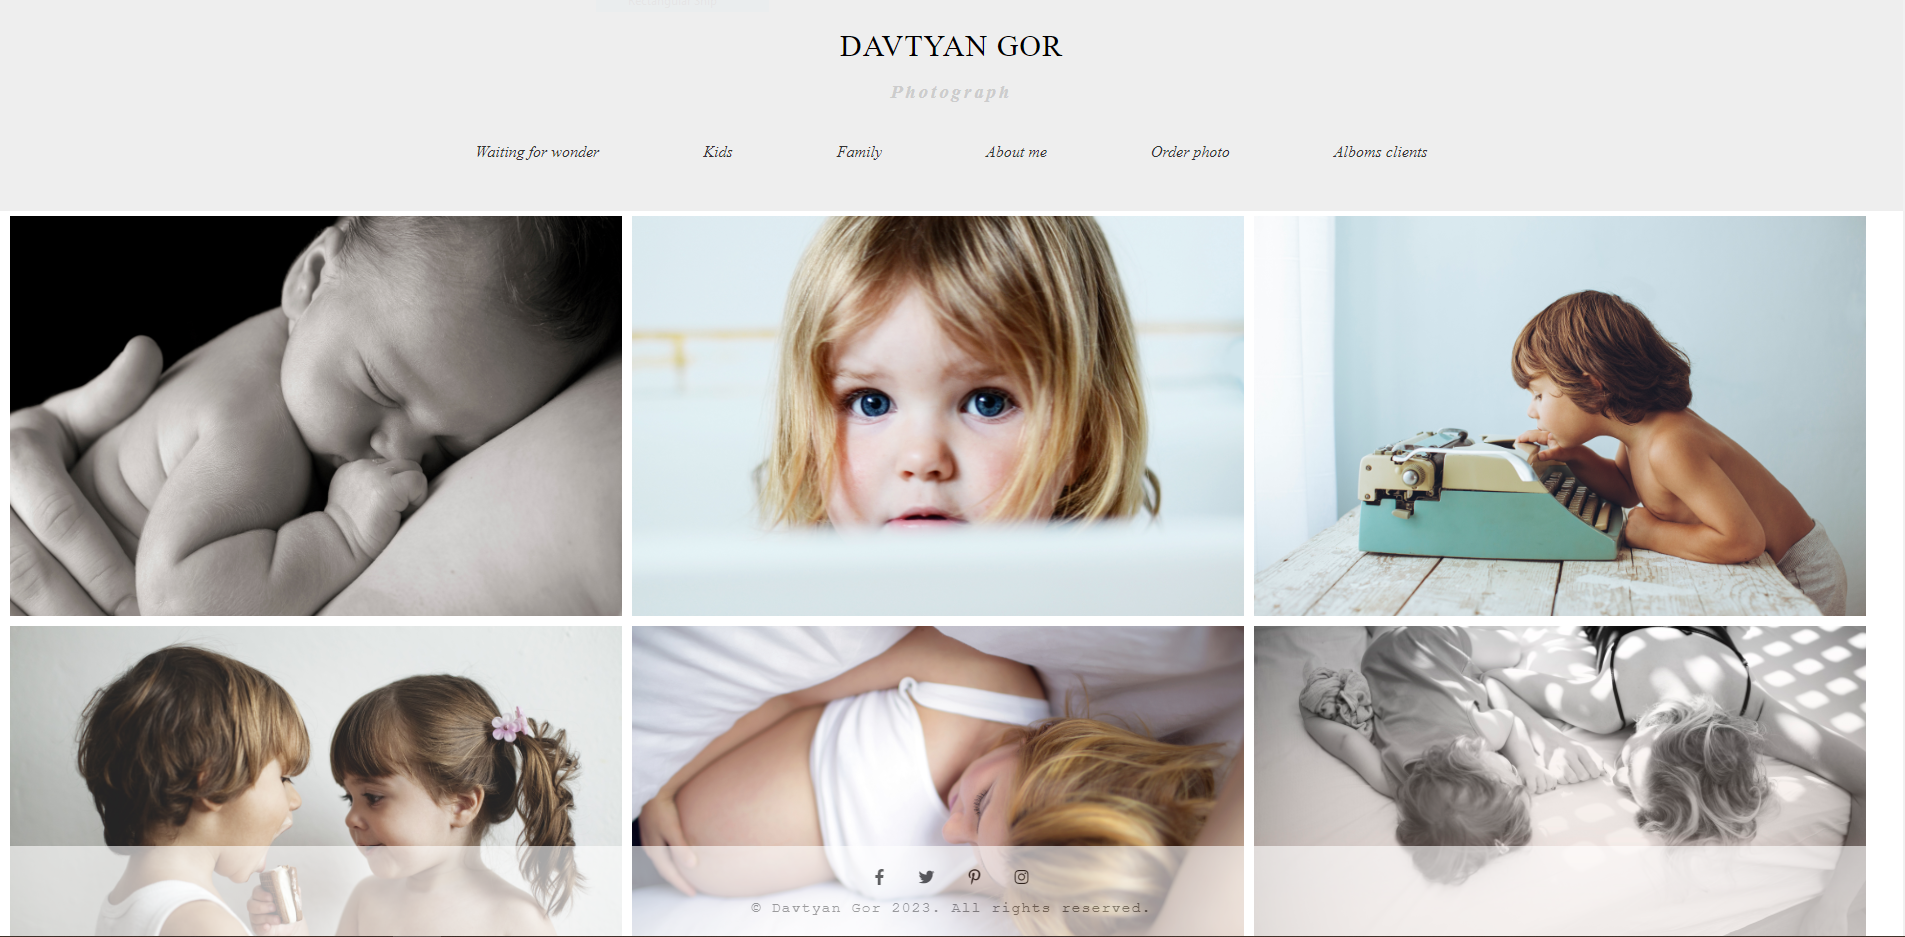 DAVTYAN GOR
Photograph
Waiting for wonder Kids Family About me Order photo Alboms clients
© Davtyan Gor 2023. All rights reserved.